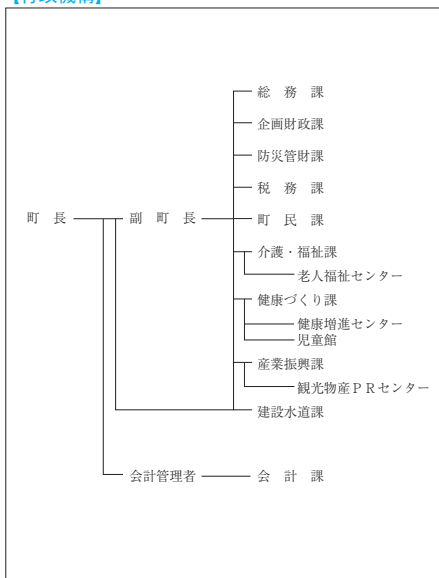 【行政機構】
総務課
企画財政課
防災管財課
税務課
町長 副町長 町民課
介護・福祉課
老人福祉センター
健康づくり課
健康増進センター
児童館
産業振興課
観光物産PRセンター
建設水道課
会計管理者 会計課